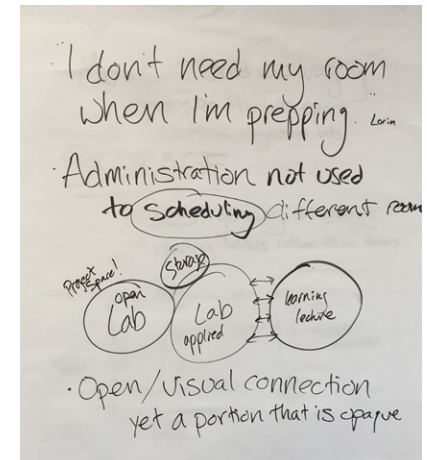 "I don't need my room
when I'm prepping." Lorin
· Administration not used
to scheduling different room
Project Space!
Storage
open
Lab
Lab
applied
learning
lecture
· Open/visual connection
yet a portion that is opaque